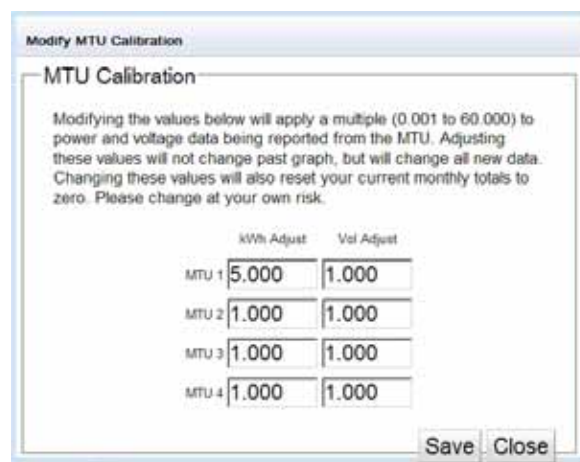 Modify MTU Calibration
MTU Calibration
Modifying the values below will apply a multiple (0.001 to 60.000) to
power and voltage data being reported from the MTU. Adjusting
these values will not change past graph, but will change all new data.
Changing these values will also reset your current monthly totals to
zero. Please change at your own risk.
kWh Adjust Vol Adjust
MTU 1 5.000 1.000
MTU 2 1.000 1.000
MTU 3 1.000 1.000
MTU 4 1.000 1.000
Save Close